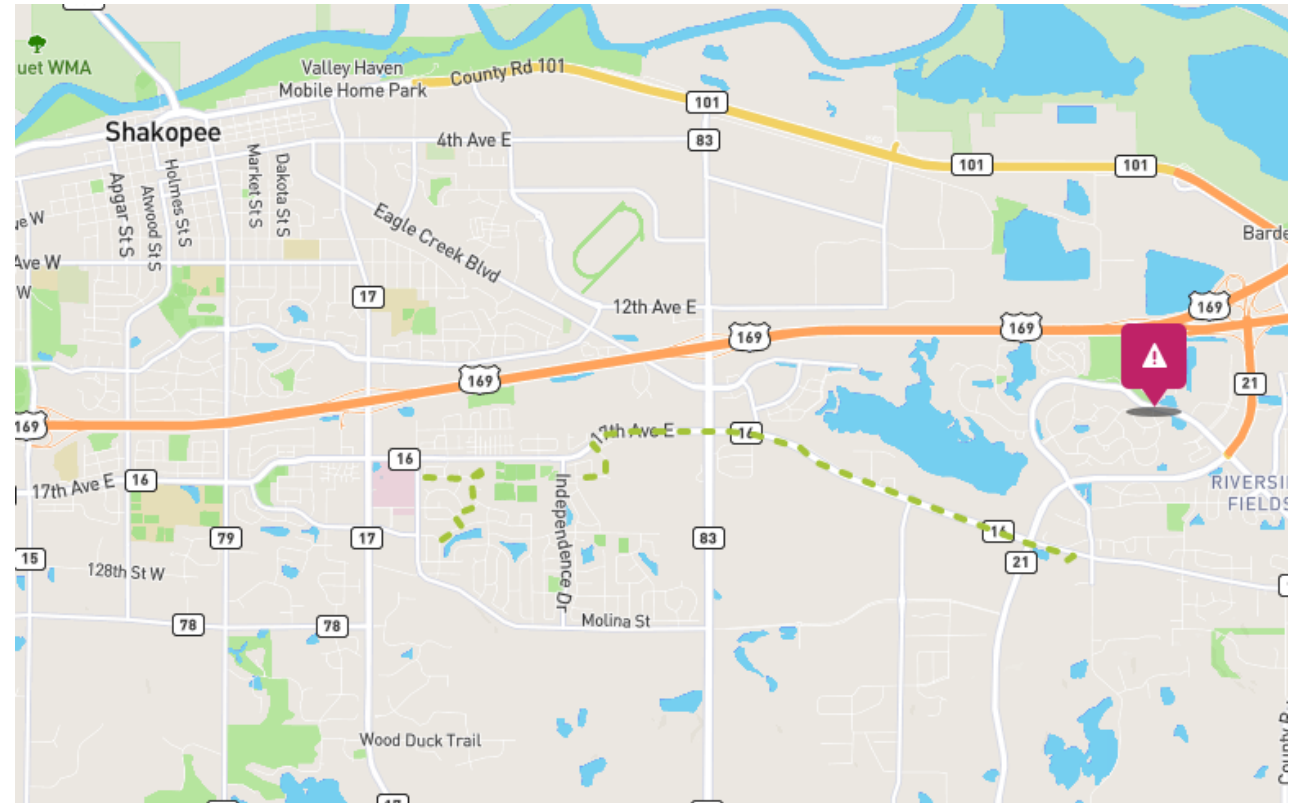 uet WMA
Valley Haven
Mobile Home Park
County Rd 101
101
Shakopee
4th Ave E
83
101
101
Apgar St S
Atwood St S
Holmes St S
Market St S
Dakota St S
Eagle Creek Blvd
ve W
Barde
Ave W
W
17
12th Ave E
169
169
169
169
21
169
17th Ave E
16
16
17th Ave E
16
Independence Dr
RIVERSI
FIELDS
79
17
83
16
15
21
128th St W
78
78
Molina St
Wood Duck Trail
17